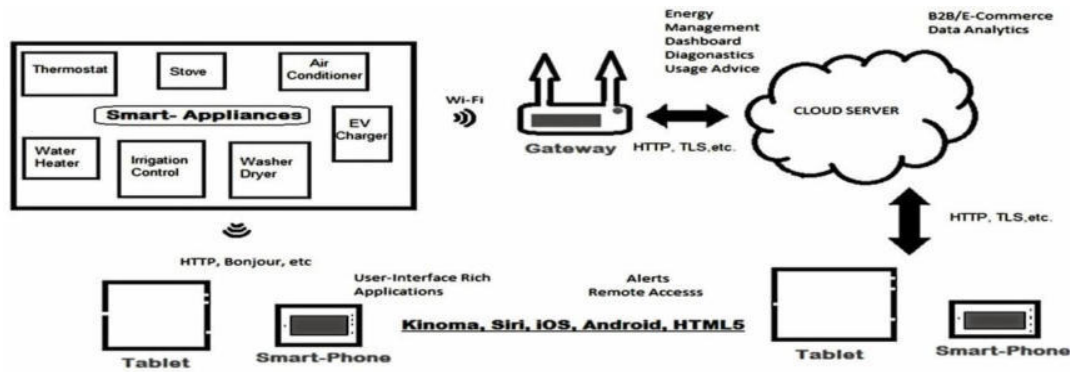 Thermostat
Stove
Air
Conditioner
Smart- Appliances
EV
Charger
Water
Heater
Irrigation
Control
Washer
Dryer
Wi-Fi
Gateway
Energy
Management
Dashboard
Diagonastics
Usage Advice
HTTP, TLS,etc.
B2B/E-Commerce
Data Analytics
CLOUD SERVER
HTTP, TLS,etc.
HTTP, Bonjour, etc
User-Interface Rich
Applications
Alerts
Remote Accesss
Kinoma, Siri, iOS, Android, HTML5
Tablet
Smart-Phone
Tablet
Smart-Phone